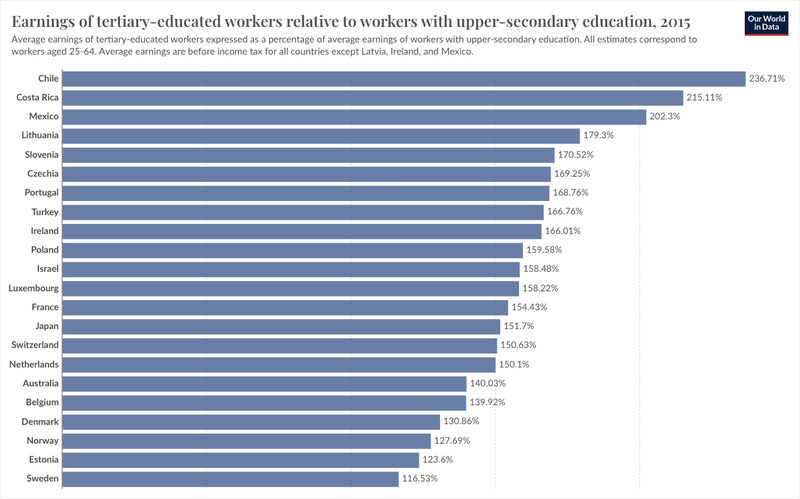 Earnings of tertiary-educated workers relative to workers with upper-secondary education, 2015
Our World
in Data
Average earnings of tertiary-educated workers expressed as a percentage of average earnings of workers with upper-secondary education. All estimates correspond to
workers aged 25-64. Average earnings are before income tax for all countries except Latvia, Ireland, and Mexico.
Chile 236.71%
Costa Rica 215.11%
Mexico 202.3%
Lithuania 179.3%
Slovenia 170.52%
Czechia 169.25%
Portugal 168.76%
Turkey 166.76%
Ireland 166.01%
Poland 159.58%
Israel 158.48%
Luxembourg 158.22%
France 154.43%
Japan 151.7%
Switzerland 150.63%
Netherlands 150.1%
Australia 140.03%
Belgium 139.92%
Denmark 130.86%
Norway 127.69%
Estonia 123.6%
Sweden 116.53%